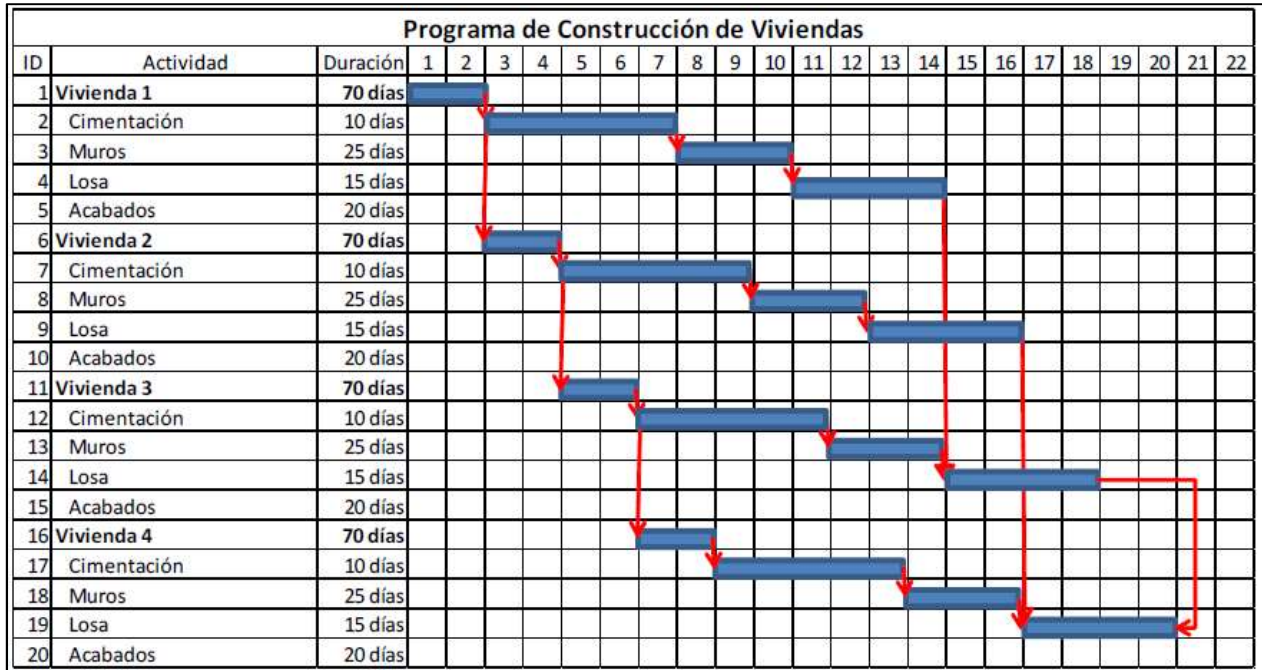 Programa de Construcción de Viviendas
ID Actividad Duración 1 2 3 4 5 6 7 8 9 10 11 12 13 14 15 16 17 18 19 20 21 22
1 Vivienda 1 70 días
2 Cimentación 10 días
3 Muros 25 días
4 Losa 15 días
5 Acabados 20 días
6 Vivienda 2 70 días
7 Cimentación 10 días
8 Muros 25 días
9 Losa 15 días
10 Acabados 20 días
11 Vivienda 3 70 días
12 Cimentación 10 días
13 Muros 25 días
14 Losa 15 días
15 Acabados 20 días
16 Vivienda 4 70 días
17 Cimentación 10 días
18 Muros 25 días
19 Losa 15 días
20 Acabados 20 días